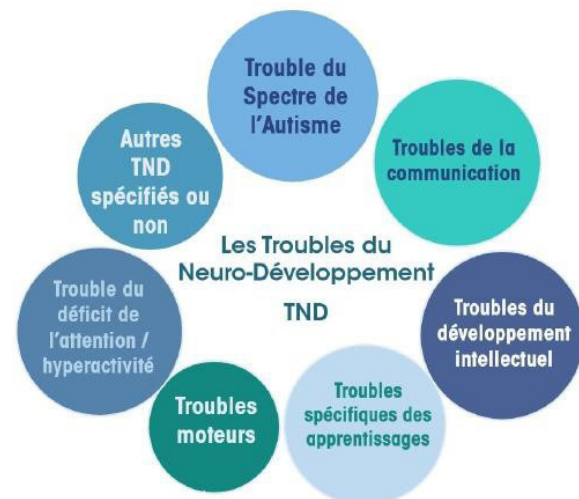 Trouble du
Spectre de
l'Autisme
Autres
TND
spécifiés ou
non
Troubles de la
communication
Les Troubles du
Neuro-Développement
TND
Trouble du
déficit de
l'attention /
hyperactivité
Troubles du
développement
intellectuel
Troubles
moteurs
Troubles
spécifiques des
apprentissages